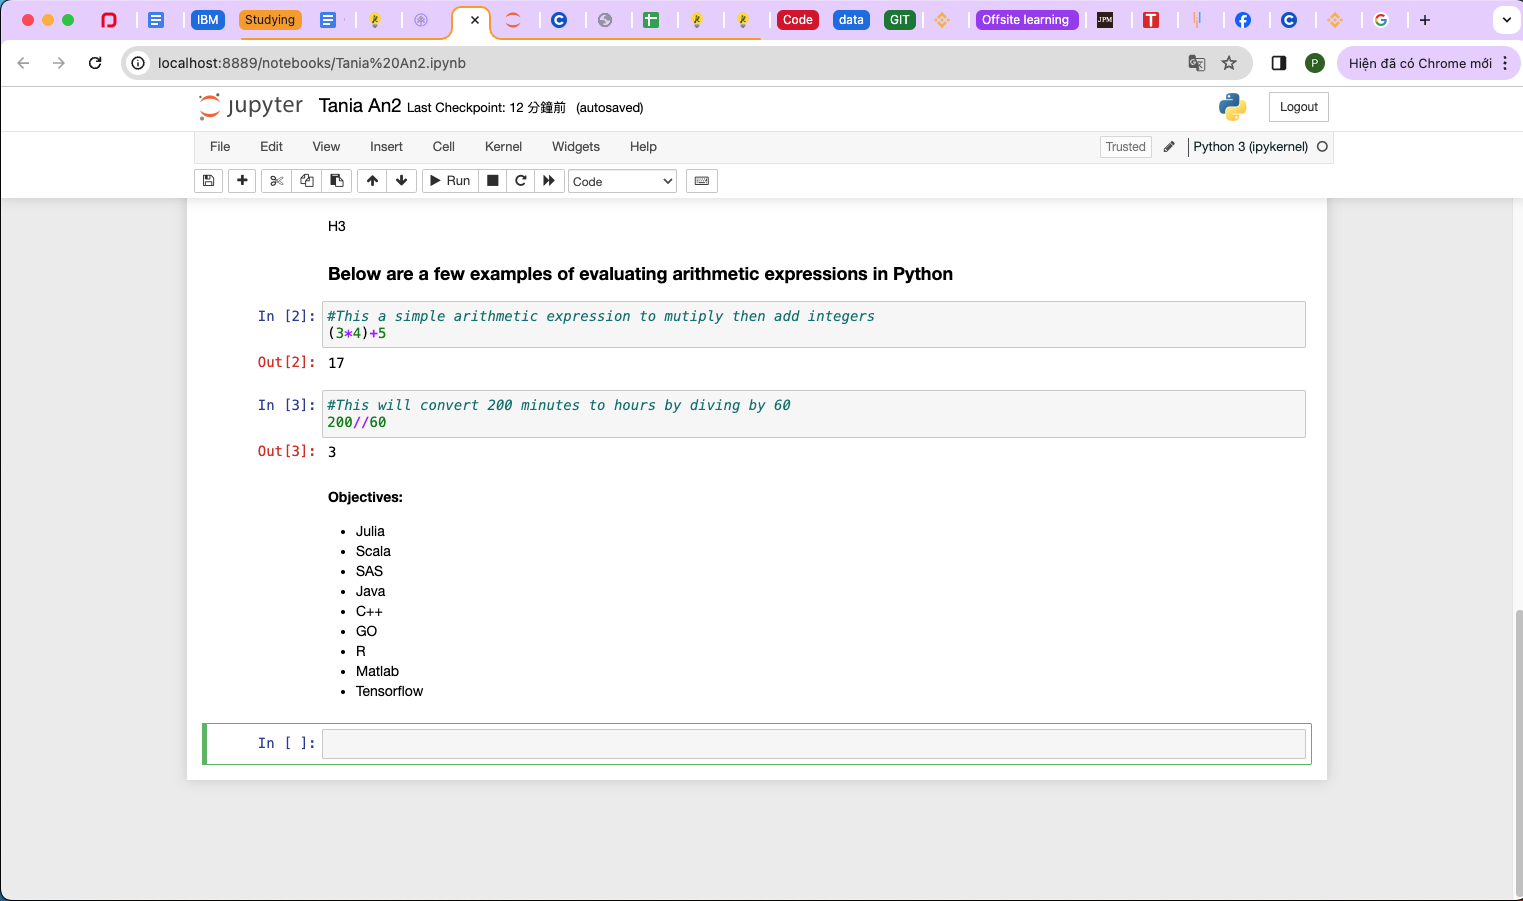 IBM Studying Code data GIT Offsite learning JPM
localhost:8889/notebooks/Tania%20An2.ipynb P Hiện đã có Chrome mới
jupyter Tania An2 Last Checkpoint: 12 分鐘前 (autosaved) Logout
File Edit View Insert Cell Kernel Widgets Help Trusted Python 3 (ipykernel)
Run Code
H3
Below are a few examples of evaluating arithmetic expressions in Python
In [2]: #This a simple arithmetic expression to mutiply then add integers
(3*4)+5
Out[2]: 17
In [3]: #This will convert 200 minutes to hours by diving by 60
200//60
Out[3]: 3
Objectives:
• Julia
• Scala
• SAS
• Java
• C++
• GO
• R
• Matlab
• Tensorflow
In [ ]: